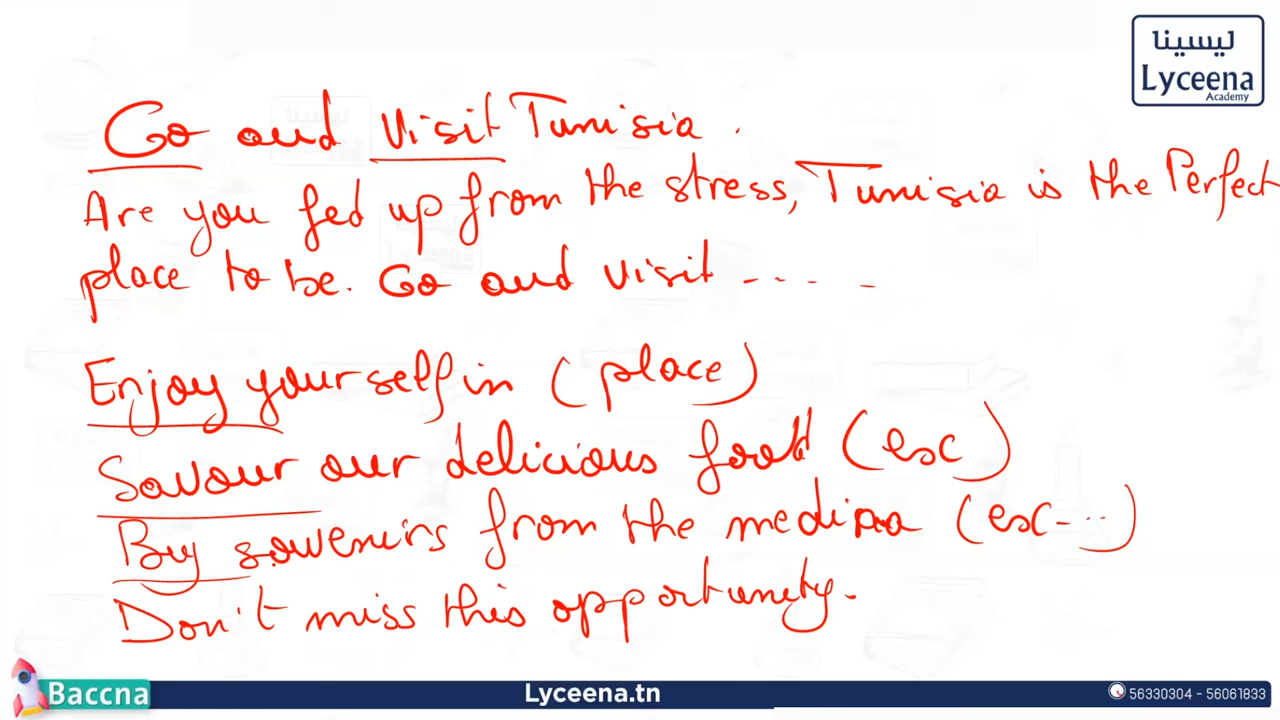 ليسينا
Lyceena
Academy
Go and visit Tunisia.
Are you fed up from the stress, Tunisia is the Perfect
place to be. Go and visit .....
Enjoy yourself in (place)
Savour our delicious food (esc)
By sovenirs from the medina (esc...)
Don't miss this opportunity.
Baccna
Lyceena.tn
56330304 - 56061833